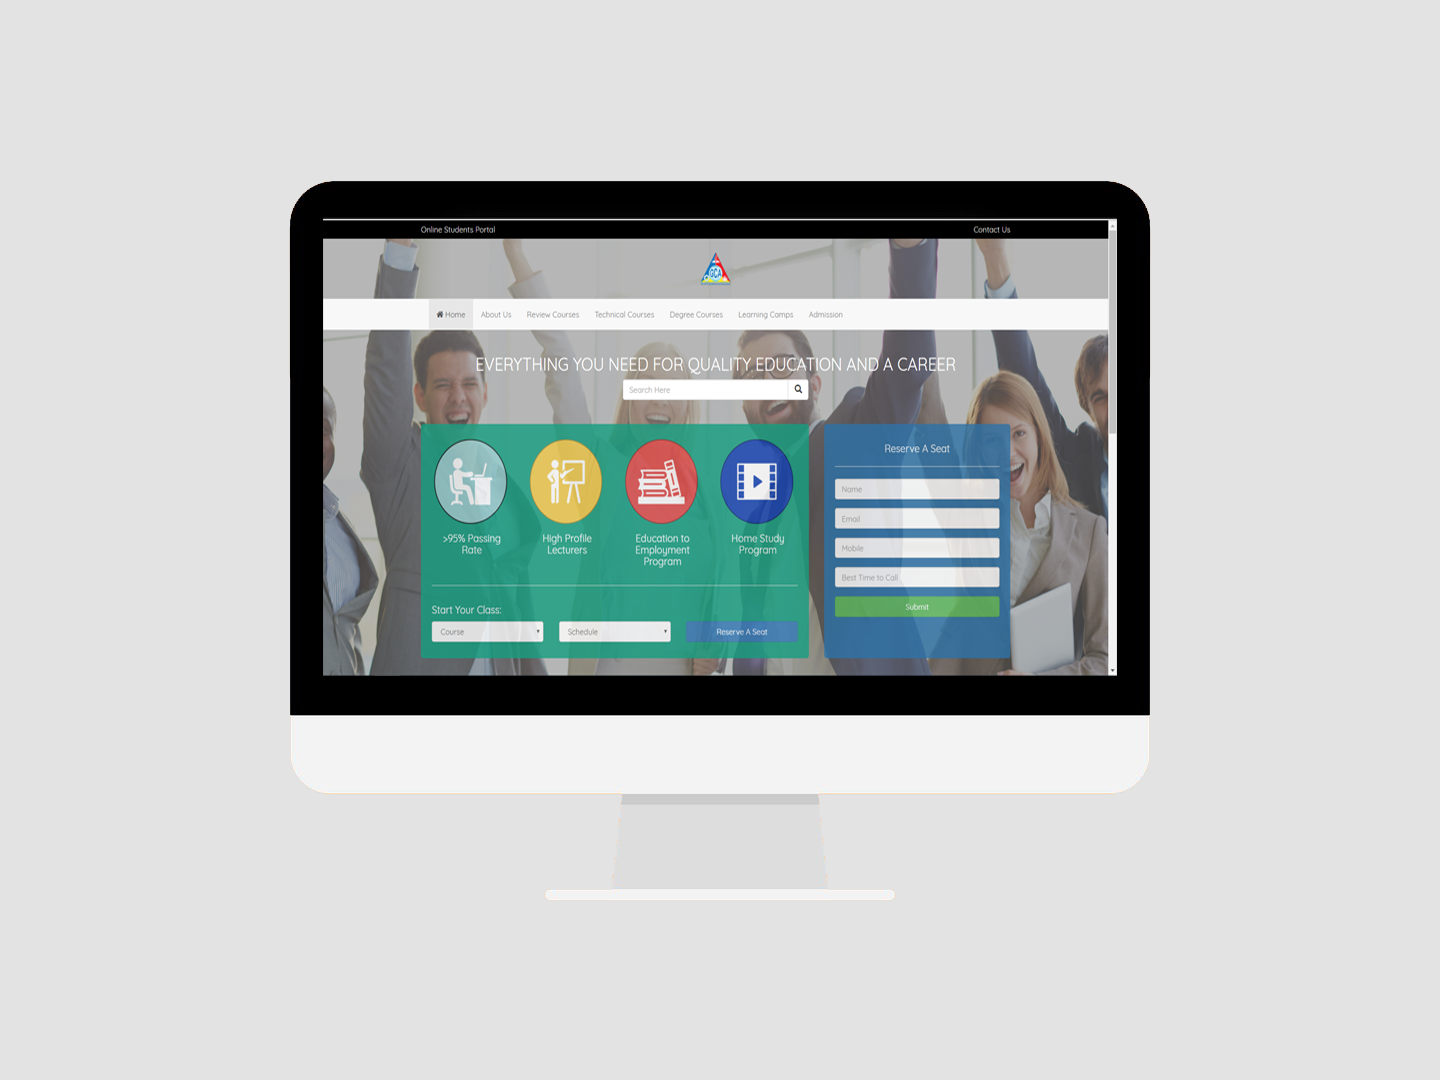 Online Students Portal
Contact Us
GCA
Home
About Us
Review Courses
Technical Courses
Degree Courses
Learning Camps
Admission
EVERYTHING YOU NEED FOR QUALITY EDUCATION AND A CAREER
Search Here
>95% Passing
Rate
High Profile
Lecturers
Education to
Employment
Program
Home Study
Program
Start Your Class:
Course
Schedule
Reserve A Seat
Reserve A Seat
Name
Email
Mobile
Best Time to Call
Submit